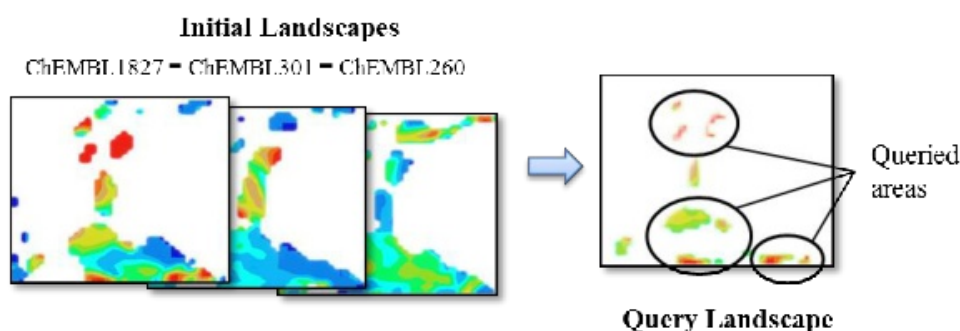 Initial Landscapes
ChEMBL1827 – ChEMBL301 – ChEMBL260
Queried
areas
Query Landscape